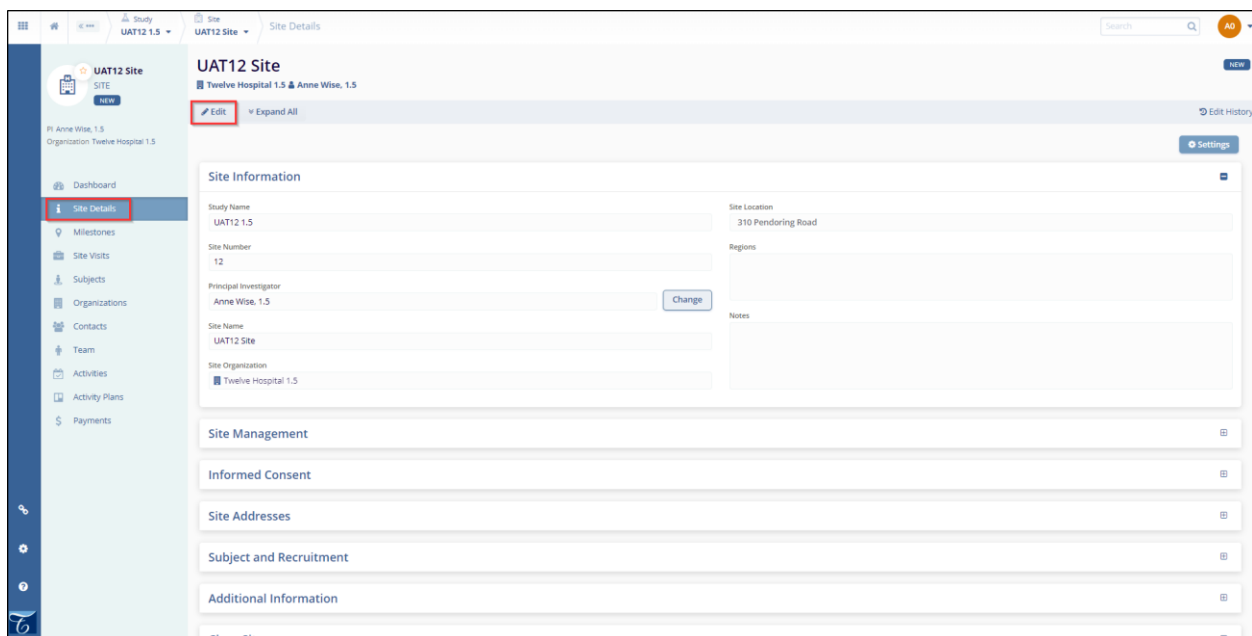 Study
UAT12 1.5
Site
UAT12 Site
Site Details
Search
A0
UAT12 Site
SITE
NEW
PI Anne Wise, 1.5
Organization Twelve Hospital 1.5
Dashboard
Site Details
Milestones
Site Visits
Subjects
Organizations
Contacts
Team
Activities
Activity Plans
Payments
UAT12 Site
NEW
Twelve Hospital 1.5 Anne Wise, 1.5
Edit
Expand All
Edit History
Settings
Site Information
Study Name
UAT12 1.5
Site Number
12
Principal Investigator
Anne Wise, 1.5
Change
Site Name
UAT12 Site
Site Organization
Twelve Hospital 1.5
Site Location
310 Pendoring Road
Regions
Notes
Site Management
Informed Consent
Site Addresses
Subject and Recruitment
Additional Information